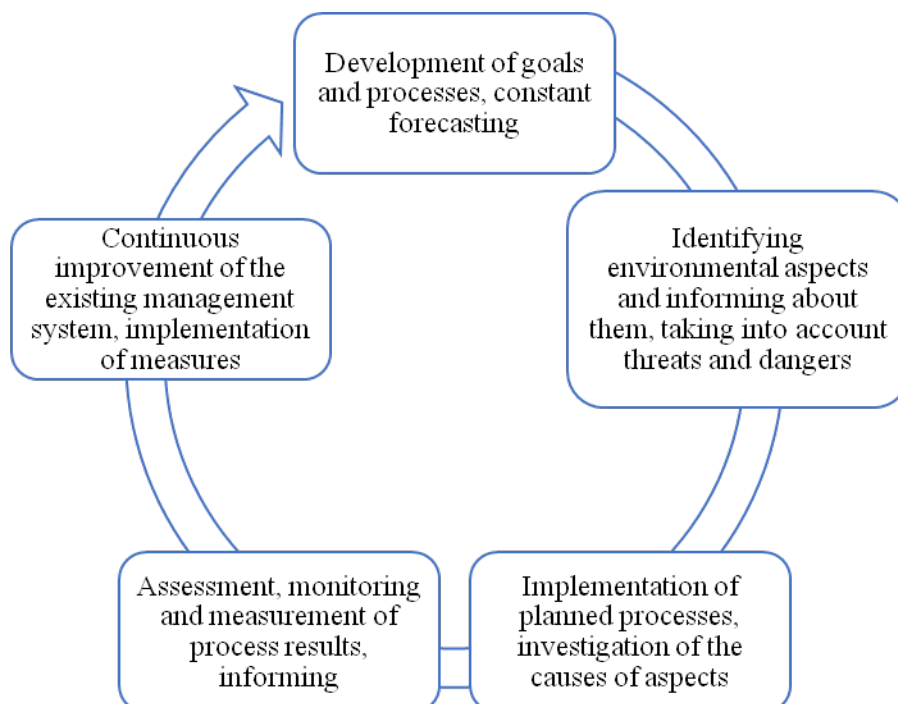 Development of goals
and processes, constant
forecasting
Identifying
environmental aspects
and informing about
them, taking into account
threats and dangers
Implementation of
planned processes,
investigation of the
causes of aspects
Assessment, monitoring
and measurement of
process results,
informing
Continuous
improvement of the
existing management
system, implementation
of measures